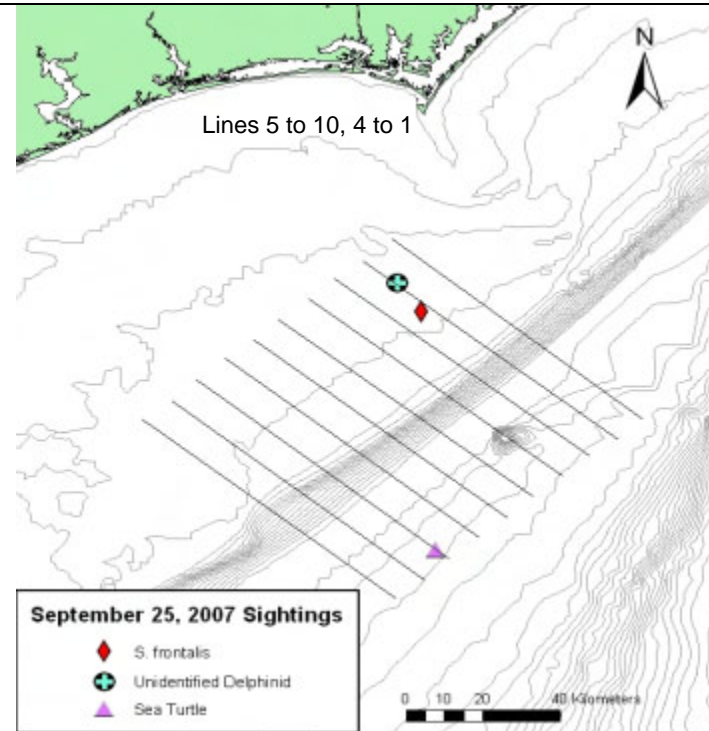 N
Lines 5 to 10, 4 to 1
September 25, 2007 Sightings
S. frontalis
Unidentified Delphinid
Sea Turtle
0 10 20 40 Kilometers